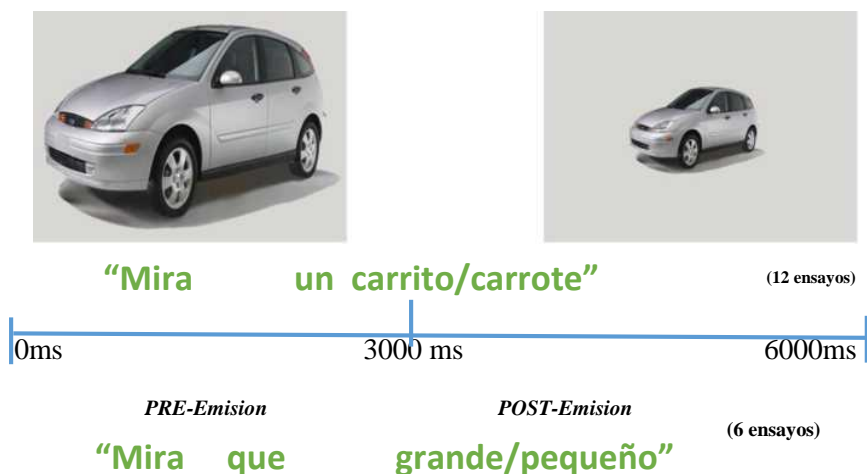 “Mira un carrito/carrote”
(12 ensayos)
0ms 3000 ms 6000ms
PRE-Emision POST-Emision
(6 ensayos)
“Mira que grande/pequeño”